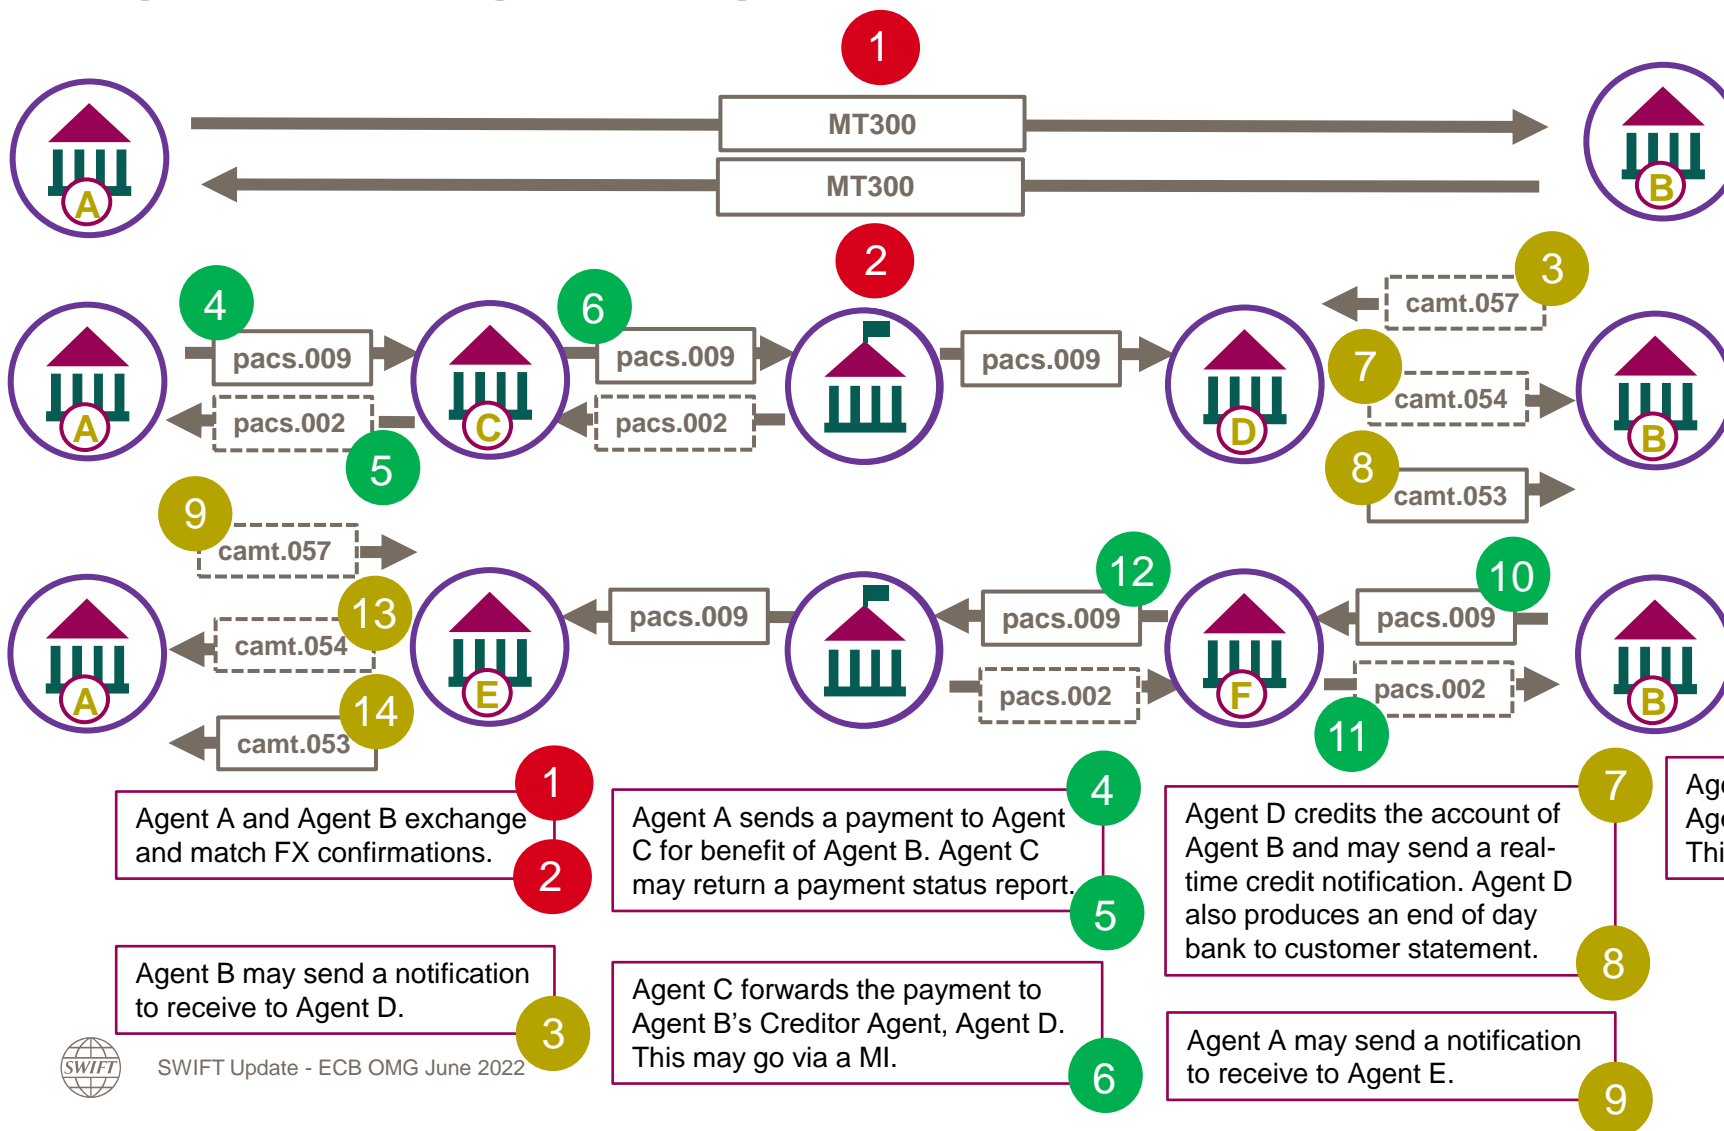 1
MT300
MT300
A
B
2
3
camt.057
4
pacs.009
6
pacs.009
pacs.009
7
camt.054
A
pacs.002
5
C
pacs.002
D
8
camt.053
B
9
camt.057
13
camt.054
14
camt.053
A
E
pacs.009
12
pacs.009
pacs.002
F
10
pacs.009
pacs.002
11
B
1
Agent A and Agent B exchange
and match FX confirmations.
2
Agent B may send a notification
to receive to Agent D.
3
4
Agent A sends a payment to Agent
C for benefit of Agent B. Agent C
may return a payment status report.
5
Agent C forwards the payment to
Agent B’s Creditor Agent, Agent D.
This may go via a MI.
6
7
Agent D credits the account of
Agent B and may send a real-
time credit notification. Agent D
also produces an end of day
bank to customer statement.
8
Agent A may send a notification
to receive to Agent E.
9
SWIFT
SWIFT Update - ECB OMG June 2022